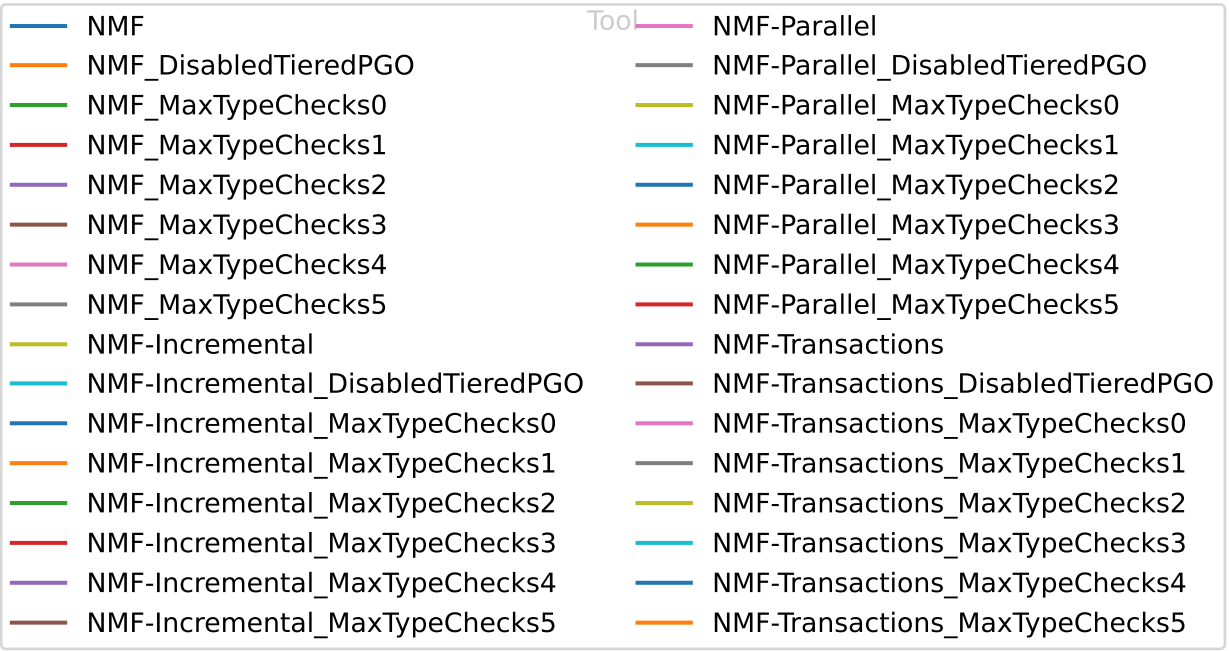 Tool
NMF
NMF_DisabledTieredPGO
NMF_MaxTypeChecks0
NMF_MaxTypeChecks1
NMF_MaxTypeChecks2
NMF_MaxTypeChecks3
NMF_MaxTypeChecks4
NMF_MaxTypeChecks5
NMF-Incremental
NMF-Incremental_DisabledTieredPGO
NMF-Incremental_MaxTypeChecks0
NMF-Incremental_MaxTypeChecks1
NMF-Incremental_MaxTypeChecks2
NMF-Incremental_MaxTypeChecks3
NMF-Incremental_MaxTypeChecks4
NMF-Incremental_MaxTypeChecks5
NMF-Parallel
NMF-Parallel_DisabledTieredPGO
NMF-Parallel_MaxTypeChecks0
NMF-Parallel_MaxTypeChecks1
NMF-Parallel_MaxTypeChecks2
NMF-Parallel_MaxTypeChecks3
NMF-Parallel_MaxTypeChecks4
NMF-Parallel_MaxTypeChecks5
NMF-Transactions
NMF-Transactions_DisabledTieredPGO
NMF-Transactions_MaxTypeChecks0
NMF-Transactions_MaxTypeChecks1
NMF-Transactions_MaxTypeChecks2
NMF-Transactions_MaxTypeChecks3
NMF-Transactions_MaxTypeChecks4
NMF-Transactions_MaxTypeChecks5